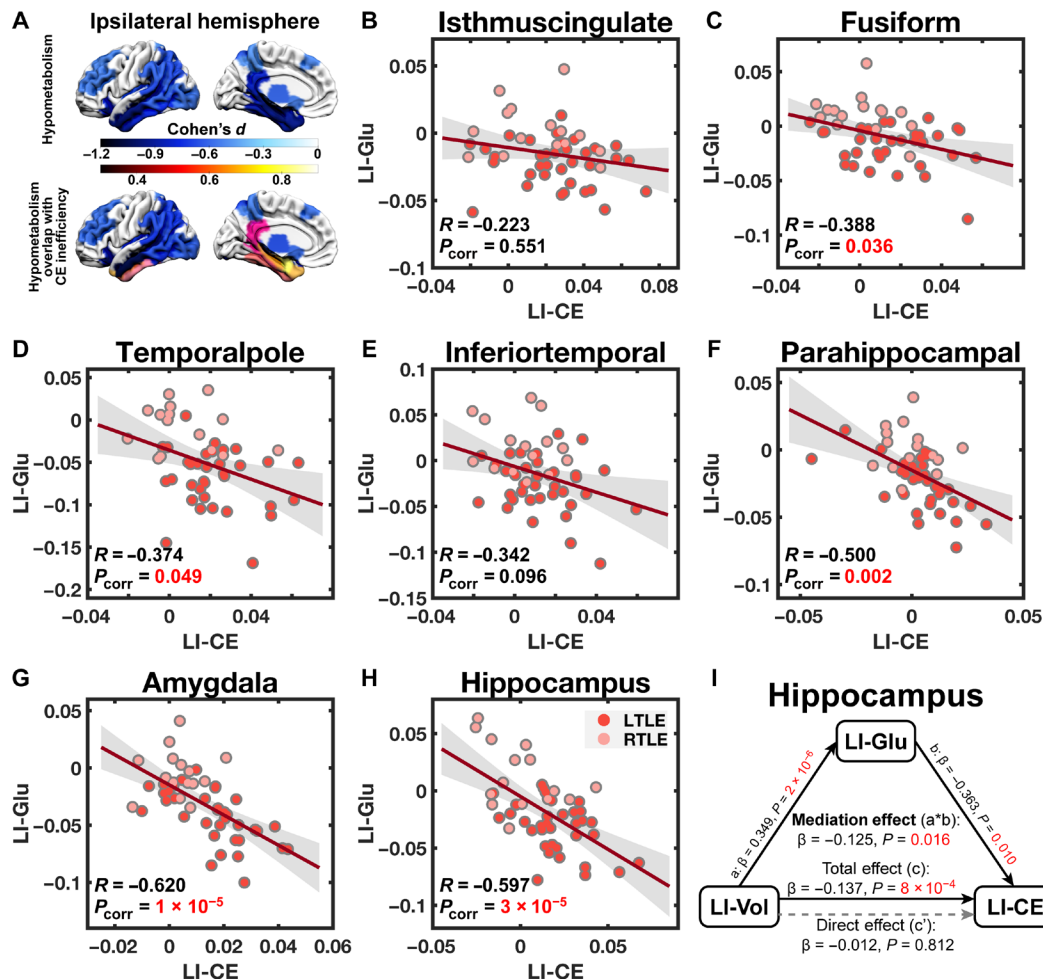 A
Ipsilateral hemisphere
Hypometabolism
Cohen's d
−1.2 −0.9 −0.6 −0.3 0
0.4 0.6 0.8
Hypometabolism
overlap with
CE inefficiency
B
Isthmuscingulate
0.05
0
−0.05
−0.1
LI-Glu
R = −0.223
Pcorr = 0.551
−0.04 0 0.04 0.08
LI-CE
C
Fusiform
0.05
0
−0.05
−0.1
LI-Glu
R = −0.388
Pcorr = 0.036
−0.04 0 0.04
LI-CE
D
Temporalpole
0.05
0
−0.05
−0.1
−0.15
−0.2
LI-Glu
R = −0.374
Pcorr = 0.049
−0.04 0 0.04
LI-CE
E
Inferiortemporal
0.1
0.05
0
−0.05
−0.1
0.15
LI-Glu
R = −0.342
Pcorr = 0.096
−0.04 0 0.04
LI-CE
F
Parahippocampal
0.05
0
−0.05
−0.1
LI-Glu
R = −0.500
Pcorr = 0.002
−0.05 0 0.05
LI-CE
G
Amygdala
0.05
0
−0.05
−0.1
LI-Glu
R = −0.620
Pcorr = 1 × 10−5
−0.02 0 0.02 0.04 0.06
LI-CE
H
Hippocampus
0.05
0
−0.05
−0.1
LI-Glu
LTLE
RTLE
R = −0.597
Pcorr = 3 × 10−5
−0.04 0 0.04 0.08
LI-CE
I
Hippocampus
LI-Glu
a: β = 0.349, P = 2 × 10−6
b: β = −0.363, P = 0.010
Mediation effect (a*b):
β = −0.125, P = 0.016
Total effect (c):
β = −0.137, P = 8 × 10−4
LI-Vol
LI-CE
Direct effect (c'):
β = −0.012, P = 0.812